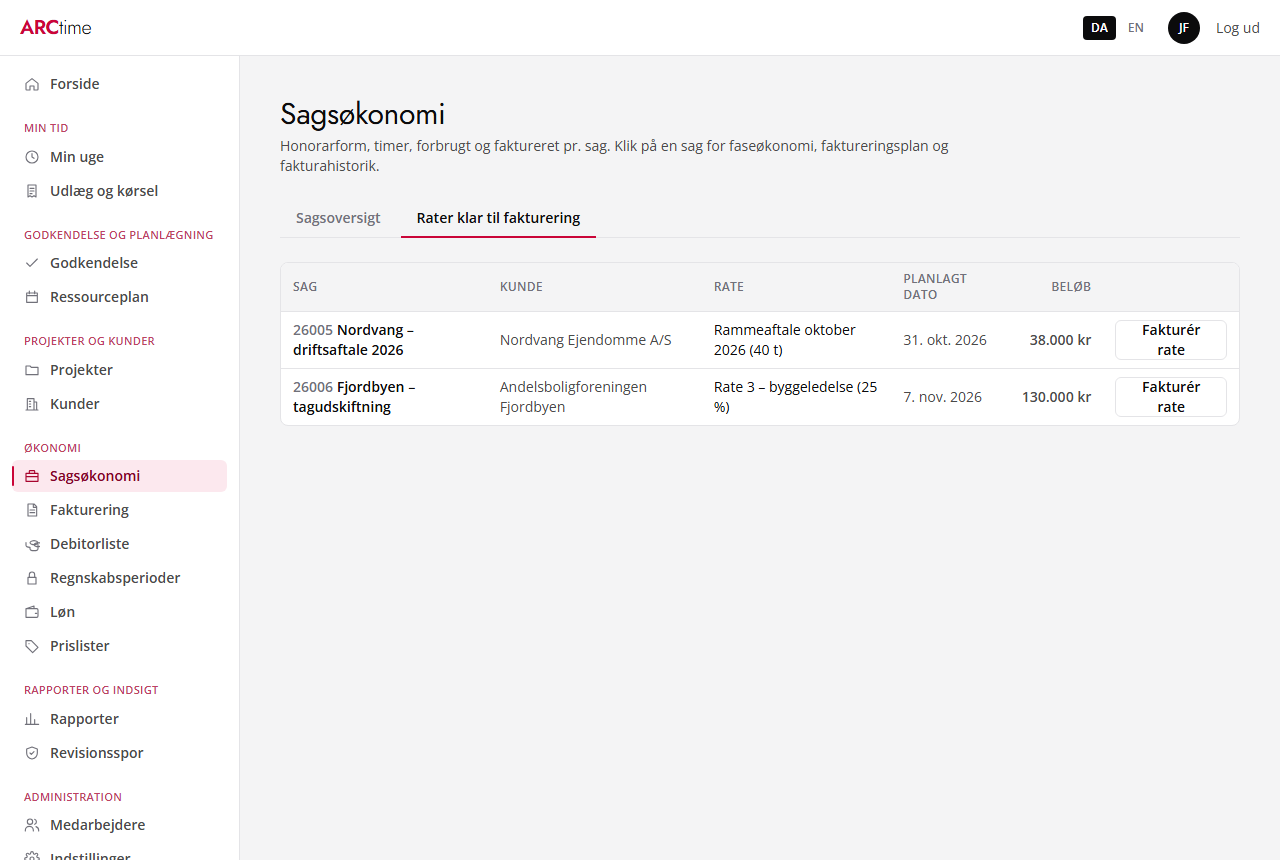 ARCtime
DA EN JF Log ud
Forside
MIN TID
Min uge
Udlæg og kørsel
GODKENDELSE OG PLANLÆGNING
Godkendelse
Ressourceplan
PROJEKTER OG KUNDER
Projekter
Kunder
ØKONOMI
Sagsøkonomi
Fakturering
Debitorliste
Regnskabsperioder
Løn
Prislister
RAPPORTER OG INDSIGT
Rapporter
Revisionsspor
ADMINISTRATION
Medarbejdere
Indstillinger
Sagsøkonomi
Honorarform, timer, forbrugt og faktureret pr. sag. Klik på en sag for faseøkonomi, faktureringsplan og
fakturahistorik.
Sagsoversigt Rater klar til fakturering
SAG KUNDE RATE PLANLAGT DATO BELØB
26005 Nordvang –
driftsaftale 2026
Nordvang Ejendomme A/S
Rammeaftale oktober
2026 (40 t)
31. okt. 2026
38.000 kr
Fakturér
rate
26006 Fjordbyen –
tagudskiftning
Andelsboligforeningen
Fjordbyen
Rate 3 – byggeledelse (25
%)
7. nov. 2026
130.000 kr
Fakturér
rate